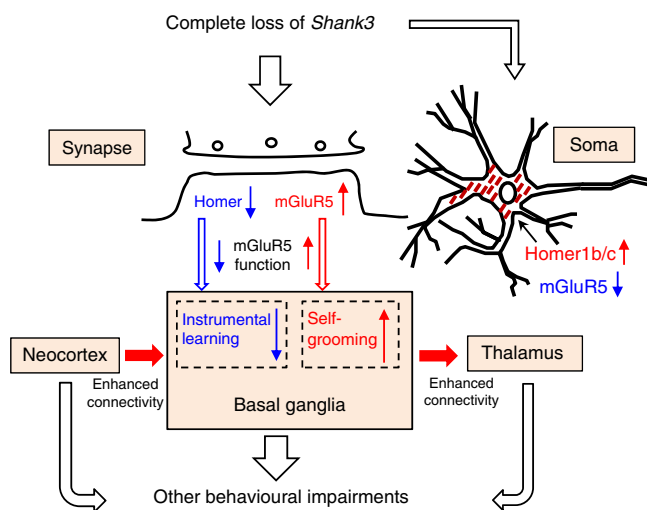 Complete loss of Shank3
Synapse
Soma
Homer
mGluR5
mGluR5
function
Homer1b/c
mGluR5
Instrumental
learning
Self-
grooming
Neocortex
Thalamus
Enhanced
connectivity
Enhanced
connectivity
Basal ganglia
Other behavioural impairments